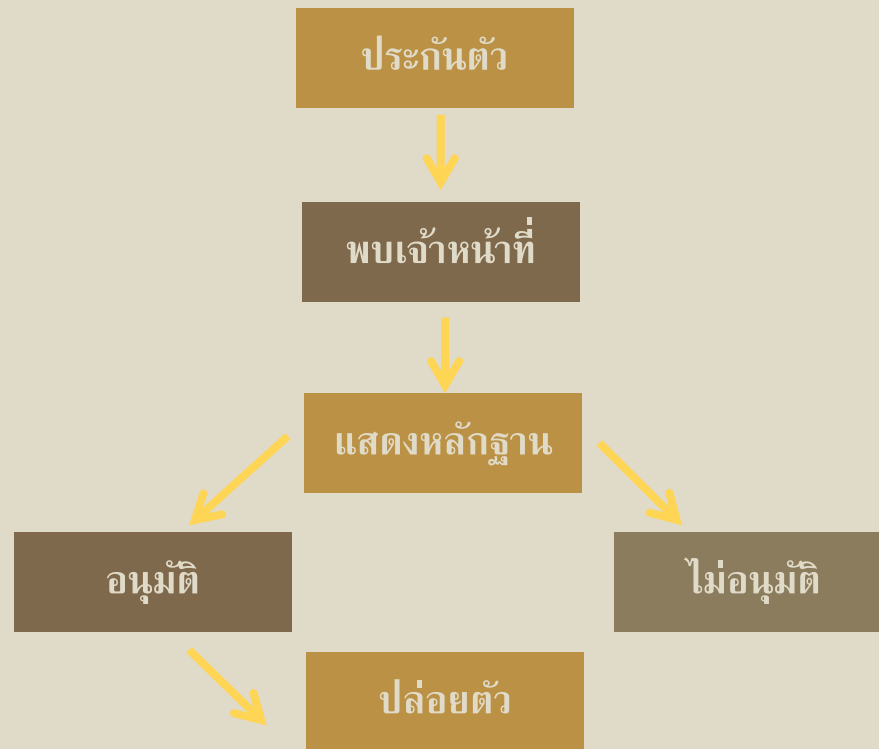 ประกันตัว
พบเจ้าหน้าที่
แสดงหลักฐาน
อนุมัติ
ไม่อนุมัติ
ปล่อยตัว